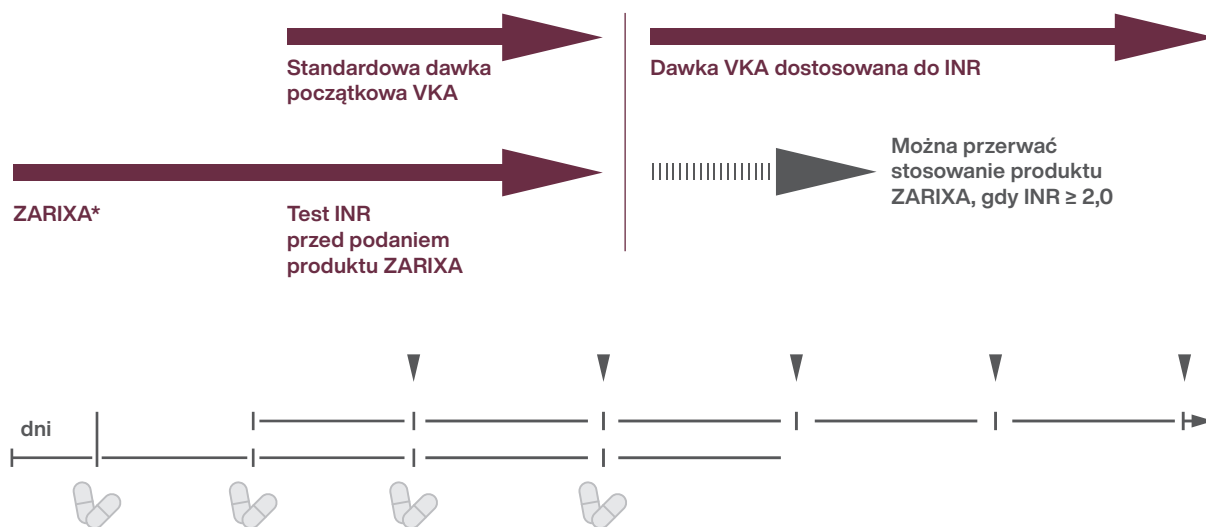 Standardowa dawka
początkowa VKA
Dawka VKA dostosowana do INR
Można przerwać
stosowanie produktu
ZARIXA, gdy INR ≥ 2,0
ZARIXA*
Test INR
przed podaniem
produktu ZARIXA
dni